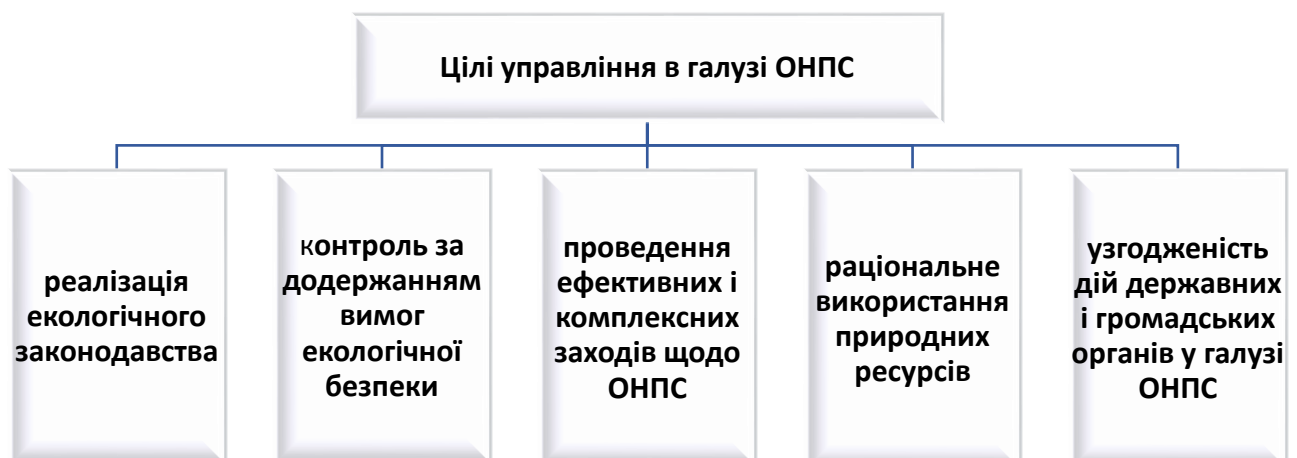 Цілі управління в галузі ОНПС
реалізація
екологічного
законодавства
контроль за
додержанням
вимог
екологічної
безпеки
проведення
ефективних і
комплексних
заходів щодо
ОНПС
раціональне
використання
природних
ресурсів
узгодженість
дій державних
і громадських
органів у галузі
ОНПС